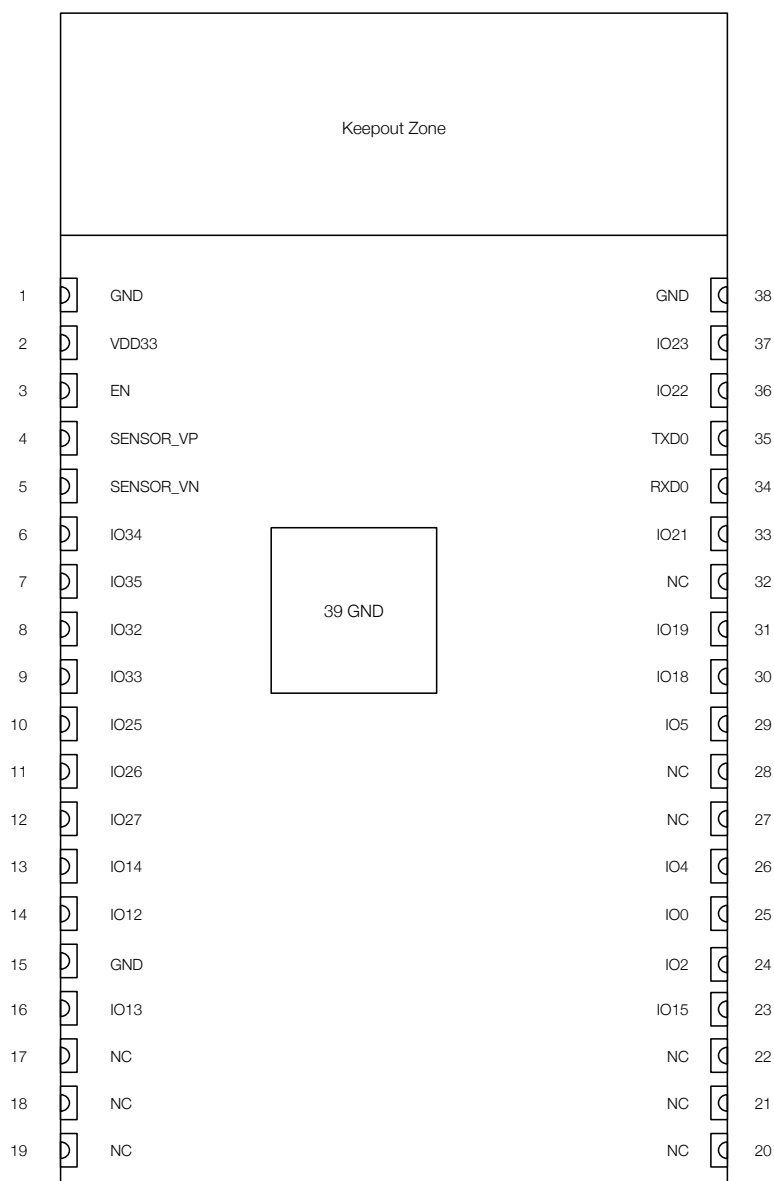 Keepout Zone
1 GND GND 38
2 VDD33 IO23 37
3 EN IO22 36
4 SENSOR_VP TXD0 35
5 SENSOR_VN RXD0 34
6 IO34 IO21 33
7 IO35 NC 32
39 GND
8 IO32 IO19 31
9 IO33 IO18 30
10 IO25 IO5 29
11 IO26 NC 28
12 IO27 NC 27
13 IO14 IO4 26
14 IO12 IO0 25
15 GND IO2 24
16 IO13 IO15 23
17 NC NC 22
18 NC NC 21
19 NC NC 20